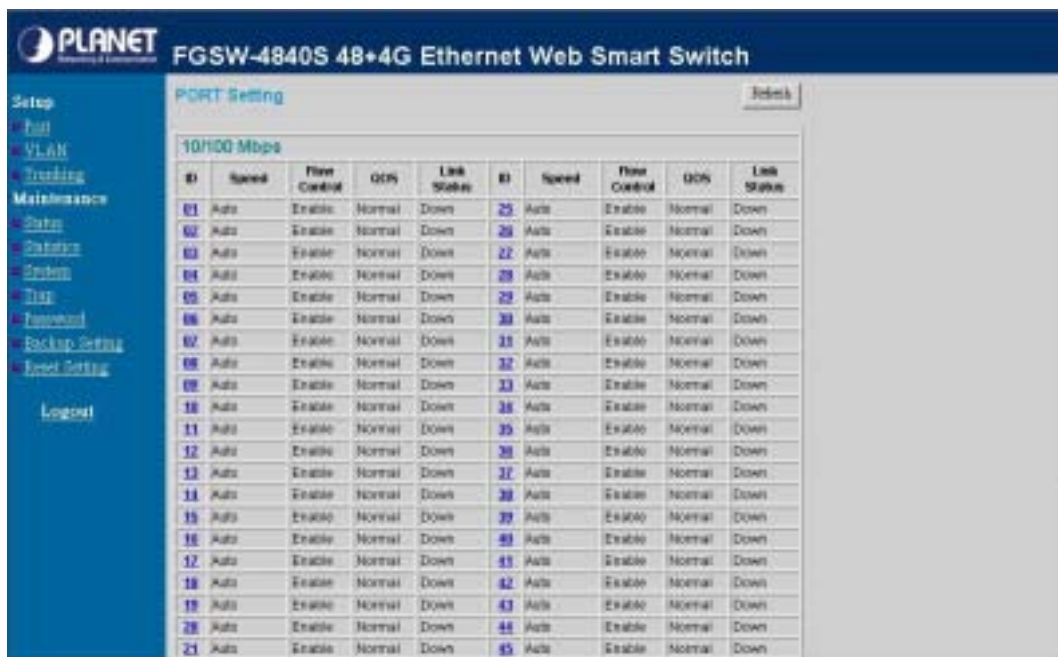 PLANET
Networking & Communication
FGSW-4840S 48+4G Ethernet Web Smart Switch
Setup
Port
VLAN
Trunking
Maintenance
Status
Statistics
System
Trap
Password
Backup Setting
Reset Setting
Logout
PORT Setting
Refresh
10/100 Mbps
ID Speed Flow Control QOS Link Status ID Speed Flow Control QOS Link Status
01 Auto Enable Normal Down 25 Auto Enable Normal Down
02 Auto Enable Normal Down 26 Auto Enable Normal Down
03 Auto Enable Normal Down 27 Auto Enable Normal Down
04 Auto Enable Normal Down 28 Auto Enable Normal Down
05 Auto Enable Normal Down 29 Auto Enable Normal Down
06 Auto Enable Normal Down 30 Auto Enable Normal Down
07 Auto Enable Normal Down 31 Auto Enable Normal Down
08 Auto Enable Normal Down 32 Auto Enable Normal Down
09 Auto Enable Normal Down 33 Auto Enable Normal Down
10 Auto Enable Normal Down 34 Auto Enable Normal Down
11 Auto Enable Normal Down 35 Auto Enable Normal Down
12 Auto Enable Normal Down 36 Auto Enable Normal Down
13 Auto Enable Normal Down 37 Auto Enable Normal Down
14 Auto Enable Normal Down 38 Auto Enable Normal Down
15 Auto Enable Normal Down 39 Auto Enable Normal Down
16 Auto Enable Normal Down 40 Auto Enable Normal Down
17 Auto Enable Normal Down 41 Auto Enable Normal Down
18 Auto Enable Normal Down 42 Auto Enable Normal Down
19 Auto Enable Normal Down 43 Auto Enable Normal Down
20 Auto Enable Normal Down 44 Auto Enable Normal Down
21 Auto Enable Normal Down 45 Auto Enable Normal Down